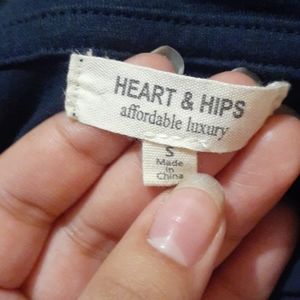 HEART & HIPS
affordable luxury
S
Made
in
China